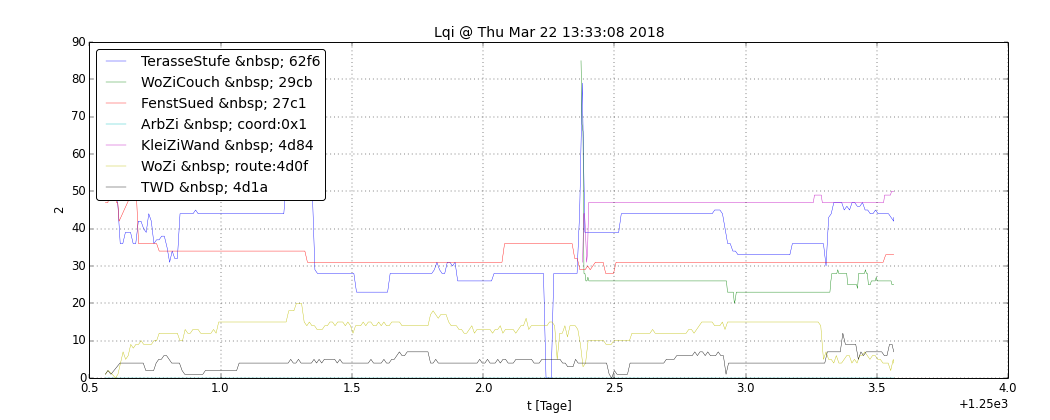 Lqi @ Thu Mar 22 13:33:08 2018
90
80
70
60
50
40
30
20
10
0
2
TerasseStufe &nbsp; 62f6
WoZiCouch &nbsp; 29cb
FenstSued &nbsp; 27c1
ArbZi &nbsp; coord:0x1
KleiZiWand &nbsp; 4d84
WoZi &nbsp; route:4d0f
TWD &nbsp; 4d1a
0.5 1.0 1.5 2.0 2.5 3.0 3.5 4.0
t [Tage]
+1.25e3